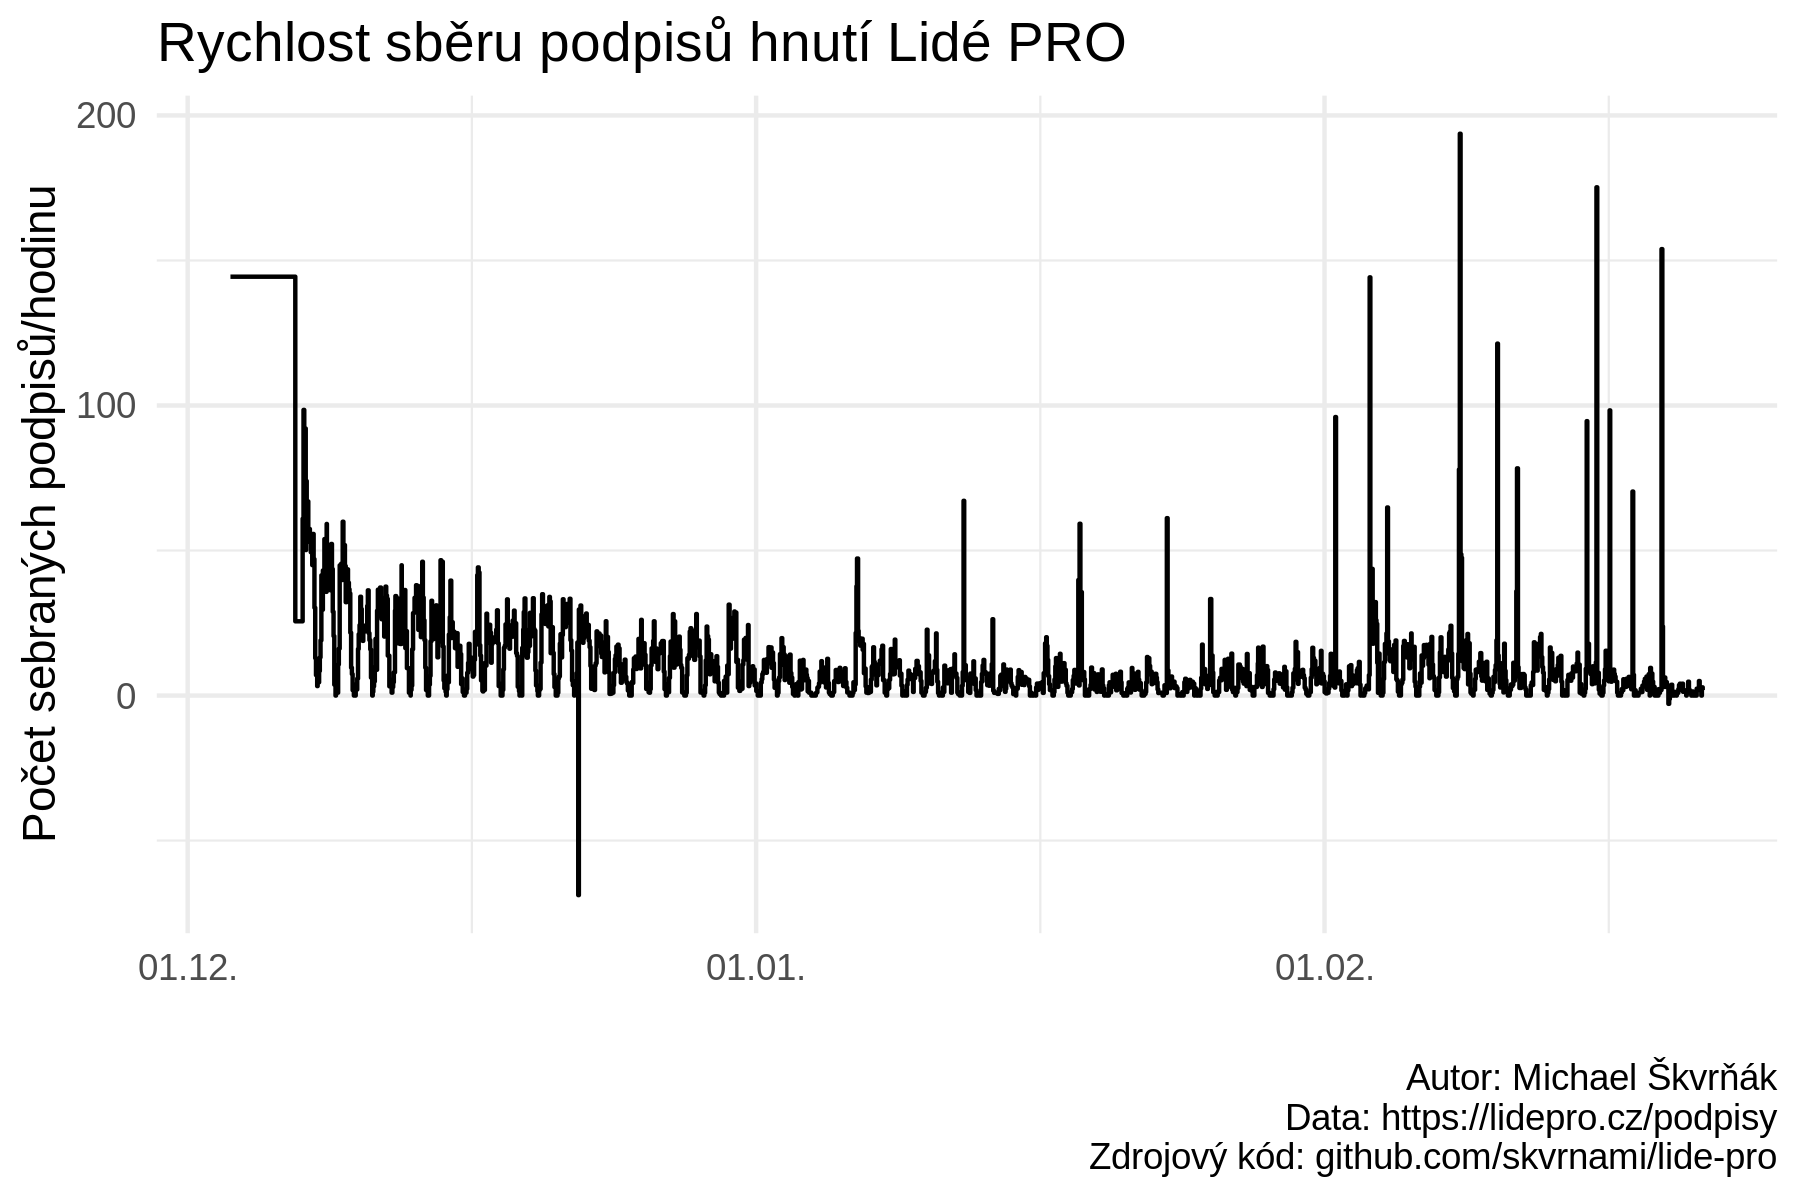 Rychlost sběru podpisů hnutí Lidé PRO
Počet sebraných podpisů/hodinu
200
100
0
01.12.
01.01.
01.02.
Autor: Michael Škvrňák
Data: https://lidepro.cz/podpisy
Zdrojový kód: github.com/skvrnami/lide-pro